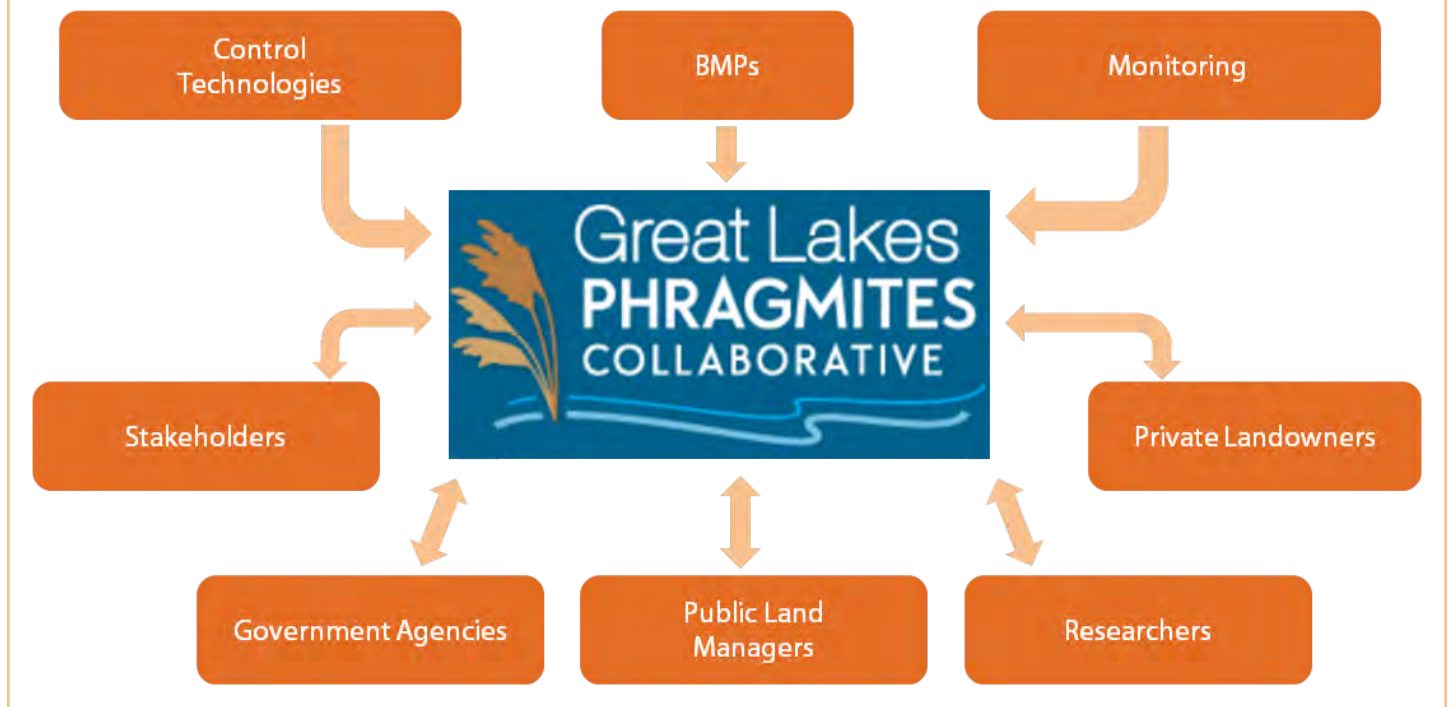 Control
Technologies
BMPs
Monitoring
Great Lakes
PHRAGMITES
COLLABORATIVE
Stakeholders
Private Landowners
Government Agencies
Public Land
Managers
Researchers